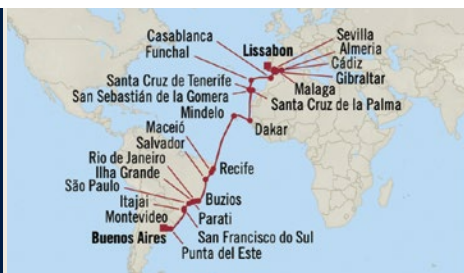 Casablanca
Funchal
Lissabon
Sevilla
Almeria
Cádiz
Gibraltar
Malaga
Santa Cruz de Tenerife
San Sebastián de la Gomera
Santa Cruz de la Palma
Mindelo
Dakar
Maceió
Salvador
Recife
Rio de Janeiro
Ilha Grande
São Paulo
Buzios
Itajai
Parati
Montevideo
San Francisco do Sul
Buenos Aires
Punta del Este